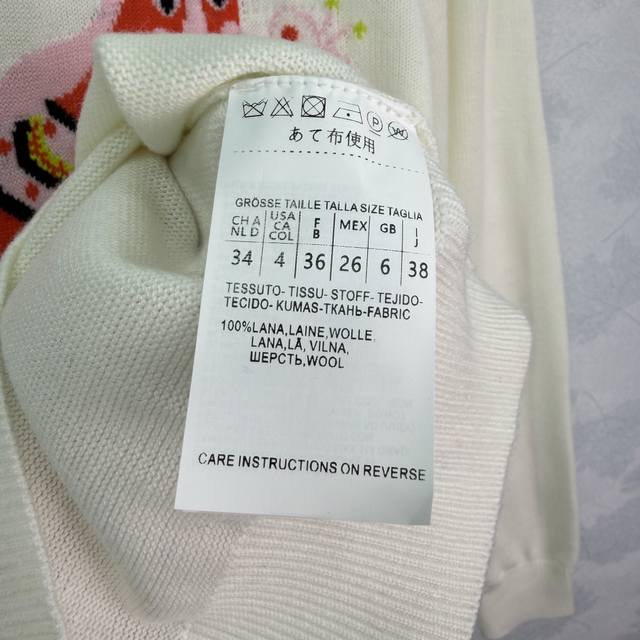 P
あて布使用
GRÖSSE TAILLE TALLA SIZE TAGLIA
CH A NL D USA CA COL F B MEX GB I J
34 4 36 26 6 38
TESSUTO- TISSU- STOFF- TEJIDO-
TECIDO- KUMAS-TKAHЬ-FABRIC
100%LANA,LAINE,WOLLE,
LANA,LÃ, VILNA,
ШЕРСТЬ,WOOL
CARE INSTRUCTIONS ON REVERSE